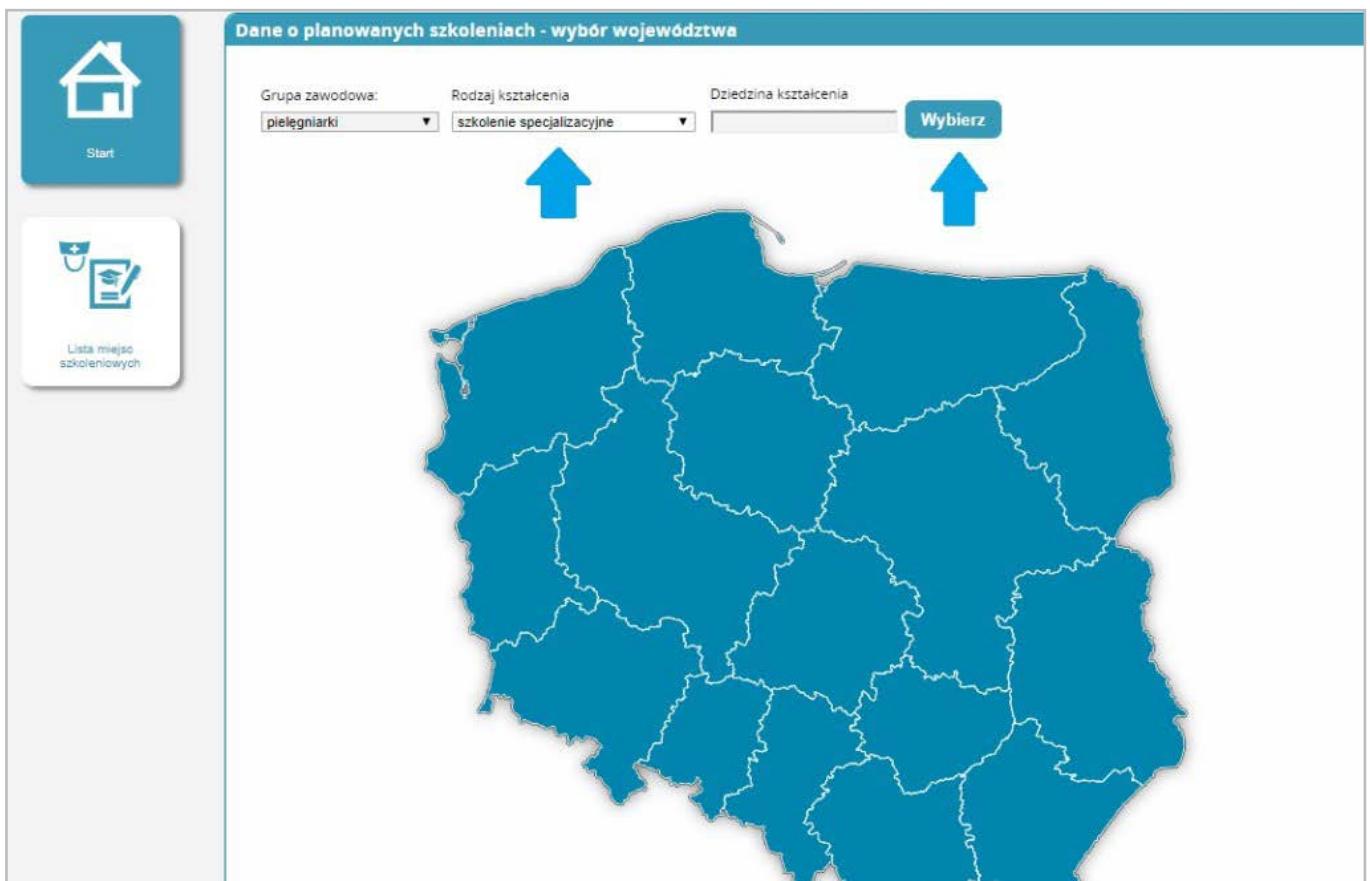 Dane o planowanych szkoleniach - wybór województwa
Grupa zawodowa:
Rodzaj kształcenia
Dziedzina kształcenia
pielęgniarki
szkolenie specjalizacyjne
Wybierz
Start
Lista miejsc
szkoleniowych